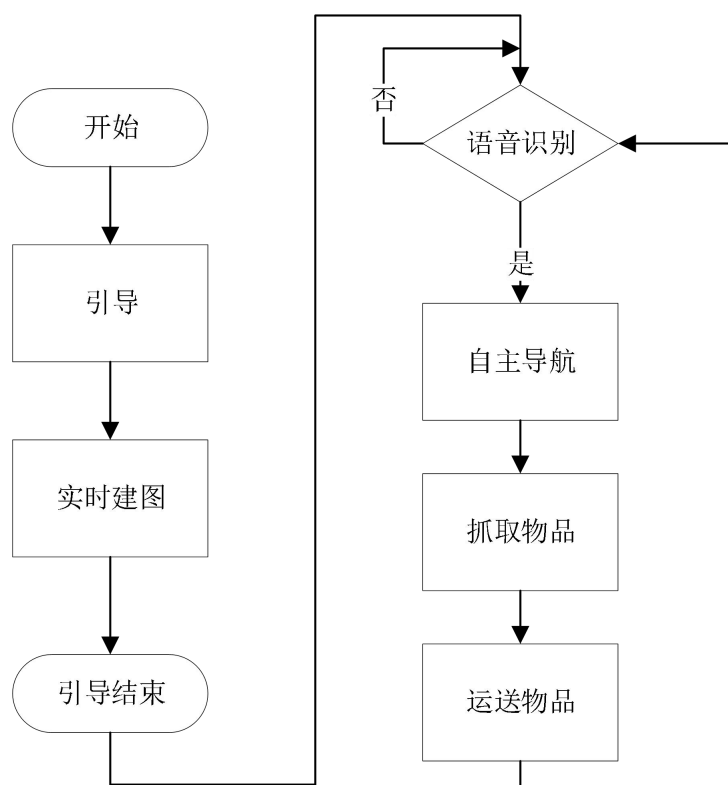 开始
引导
实时建图
引导结束
语音识别
否
是
自主导航
抓取物品
运送物品